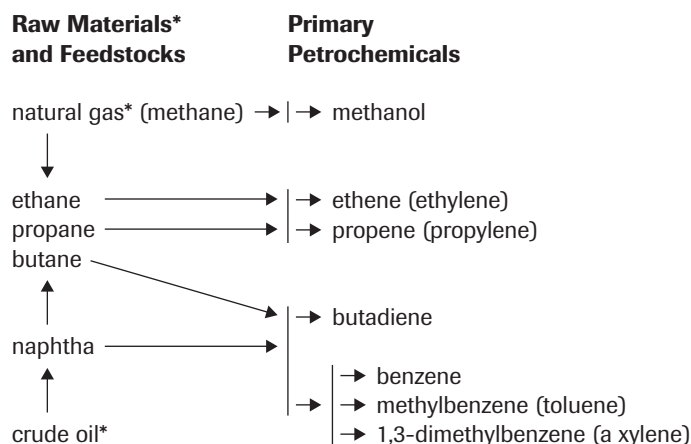 Raw Materials* Primary
and Feedstocks Petrochemicals
natural gas* (methane) methanol
ethane ethene (ethylene)
propane propene (propylene)
butane
butadiene
naphtha
benzene
methylbenzene (toluene)
crude oil* 1,3-dimethylbenzene (a xylene)